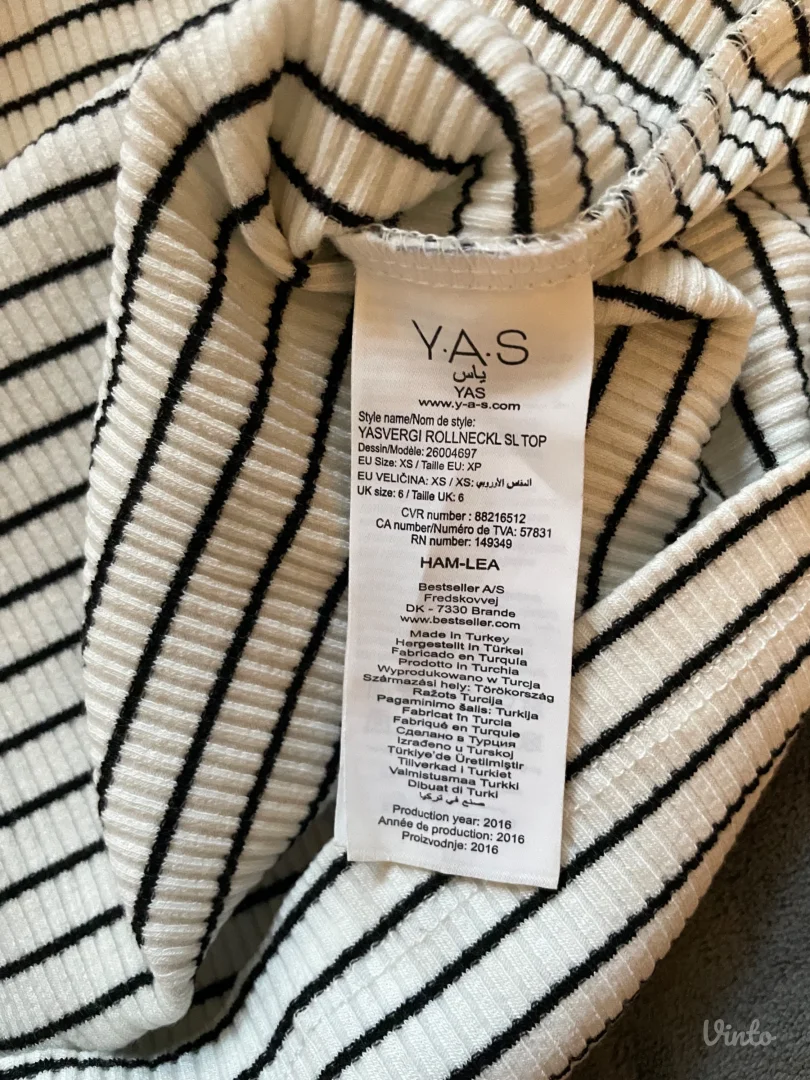 Y.A.S
ياس
YAS
www.y-a-s.com
Style name/Nom de style:
YASVERGI ROLLNECKL SL TOP
Dessin/Modèle: 26004697
EU Size: XS / Taille EU: XP
EU VELIČINA: XS / XS: المقاس الأوروبي
UK size: 6 / Taille UK: 6
CVR number : 88216512
CA number/Numéro de TVA: 57831
RN number: 149349
HAM-LEA
Bestseller A/S
Fredskovvej
DK - 7330 Brande
www.bestseller.com
Made in Turkey
Hergestellt in Türkei
Fabricado en Turquía
Prodotto in Turchia
Wyprodukowano w Turcja
Származási hely: Törökország
Ražots Turcija
Pagaminimo šalis: Turkija
Fabricat în Turcia
Fabriqué en Turquie
Сделано в Турция
Izrađeno u Turskoj
Türkiye'de Üretilmiştir
Tillverkad i Turkiet
Valmistusmaa Turkki
Dibuat di Turki
صنع في تركيا
Production year: 2016
Année de production: 2016
Proizvodnje: 2016
Vinto